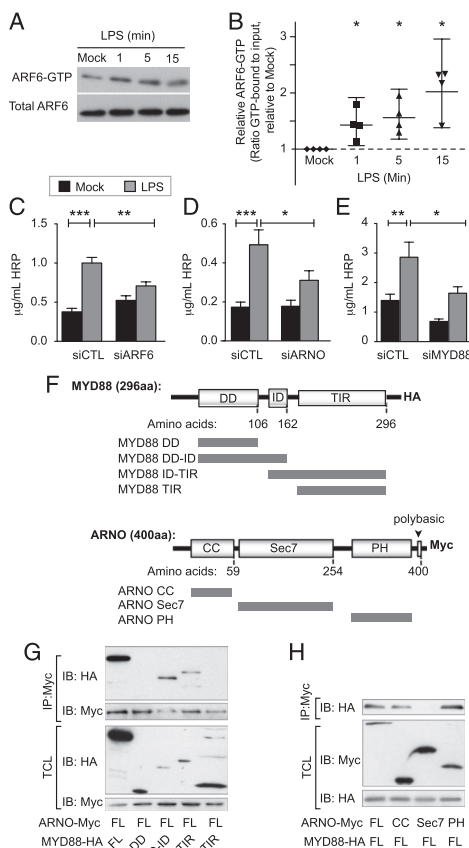 A
LPS (min)
Mock 1 5 15
ARF6-GTP
Total ARF6
B
Relative ARF6-GTP
(Ratio GTP-bound to input,
relative to Mock)
3
2
1
* * *
Mock 1 5 15
LPS (Min)
Mock LPS
C
µg/mL HRP
1.5
1.0
0.5
0.0
*** **
siCTL siARF6
D
µg/mL HRP
0.6
0.4
0.2
0.0
*** *
siCTL siARNO
E
µg/mL HRP
4
3
2
1
0
** *
siCTL siMYD88
F
MYD88 (296aa):
DD ID TIR HA
Amino acids: 106 162 296
MYD88 DD
MYD88 DD-ID
MYD88 ID-TIR
MYD88 TIR
polybasic
ARNO (400aa):
CC Sec7 PH Myc
Amino acids: 59 254 400
ARNO CC
ARNO Sec7
ARNO PH
G
IP:Myc
IB: HA
IB: Myc
TCL
IB: HA
IB: Myc
ARNO-Myc FL FL FL FL FL
MYD88-HA FL DD
TIR
H
IP:Myc
IB: HA
TCL
IB: Myc
IB: HA
ARNO-Myc FL CC Sec7 PH
MYD88-HA FL FL FL FL